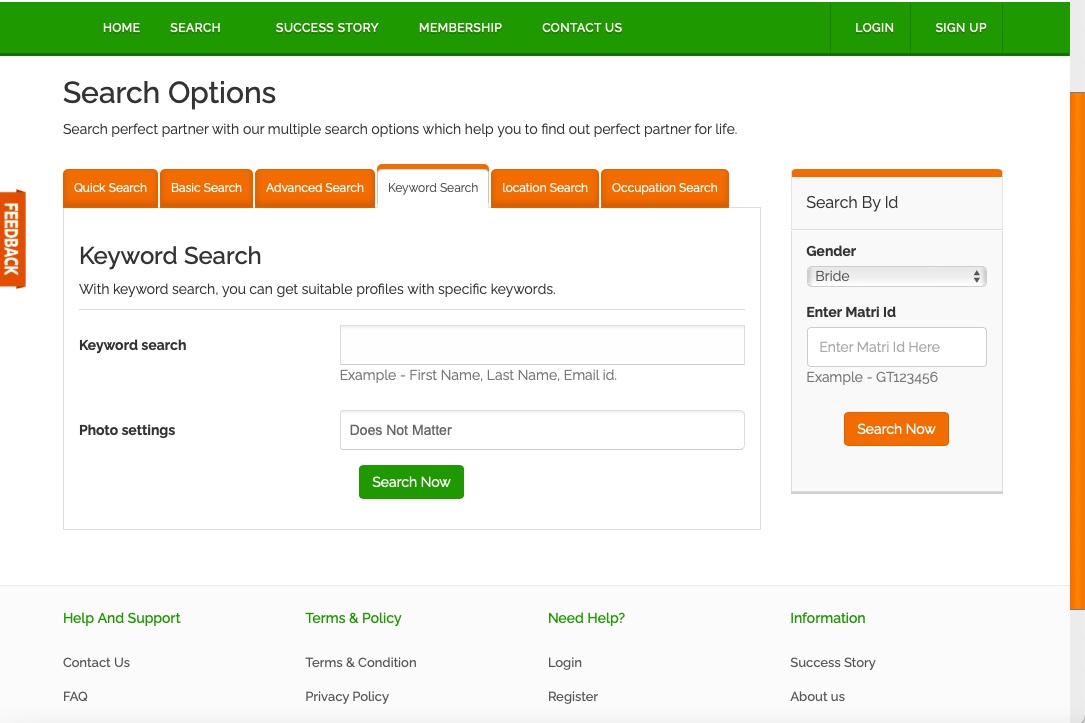 HOME SEARCH SUCCESS STORY MEMBERSHIP CONTACT US LOGIN SIGN UP
Search Options
Search perfect partner with our multiple search options which help you to find out perfect partner for life.
Quick Search Basic Search Advanced Search Keyword Search location Search Occupation Search
FEEDBACK
Keyword Search
With keyword search, you can get suitable profiles with specific keywords.
Keyword search
Example - First Name, Last Name, Email id.
Photo settings Does Not Matter
Search Now
Search By Id
Gender
Bride
Enter Matri Id
Enter Matri Id Here
Example - GT123456
Search Now
Help And Support Terms & Policy Need Help? Information
Contact Us Terms & Condition Login Success Story
FAQ Privacy Policy Register About us